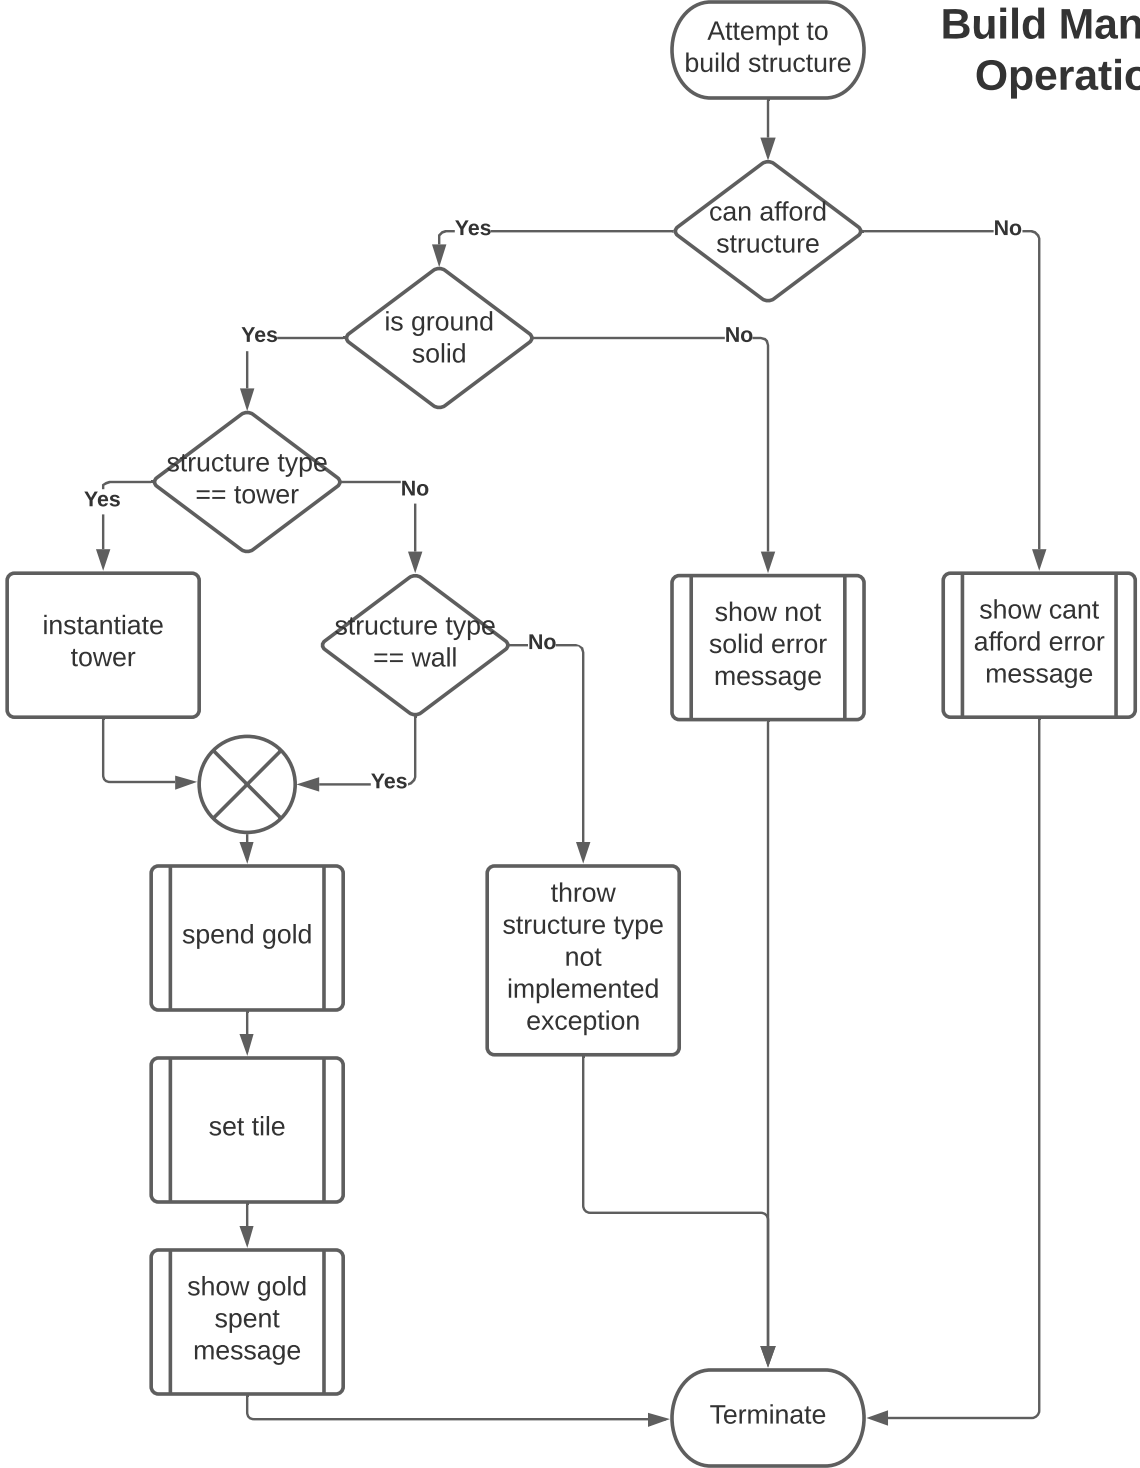 Attempt to
build structure
Build Man
Operatio
can afford
structure
Yes
No
is ground
solid
Yes
No
structure type
== tower
Yes
No
instantiate
tower
structure type
== wall
No
Yes
show not
solid error
message
show cant
afford error
message
spend gold
throw
structure type
not
implemented
exception
set tile
show gold
spent
message
Terminate